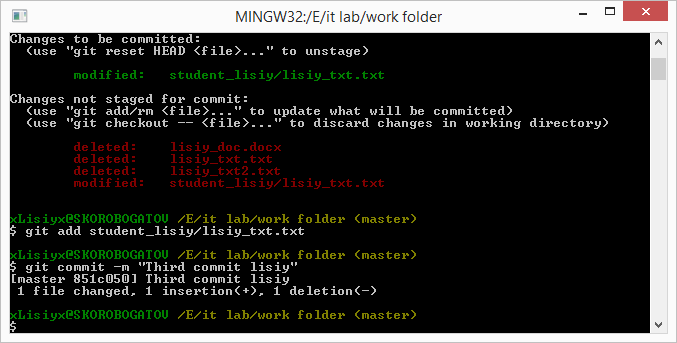 MINGW32:/E/it lab/work folder
Changes to be committed:
  (use "git reset HEAD <file>..." to unstage)
        modified:   student_lisiy/lisiy_txt.txt
Changes not staged for commit:
  (use "git add/rm <file>..." to update what will be committed)
  (use "git checkout -- <file>..." to discard changes in working directory)
        deleted:    lisiy_doc.docx
        deleted:    lisiy_txt.txt
        deleted:    lisiy_txt2.txt
        modified:   student_lisiy/lisiy_txt.txt
xLisiyx@SKOROBOGATOV /E/it lab/work folder (master)
$ git add student_lisiy/lisiy_txt.txt
xLisiyx@SKOROBOGATOV /E/it lab/work folder (master)
$ git commit -m "Third commit lisiy"
[master 851c050] Third commit lisiy
 1 file changed, 1 insertion(+), 1 deletion(-)
xLisiyx@SKOROBOGATOV /E/it lab/work folder (master)
$